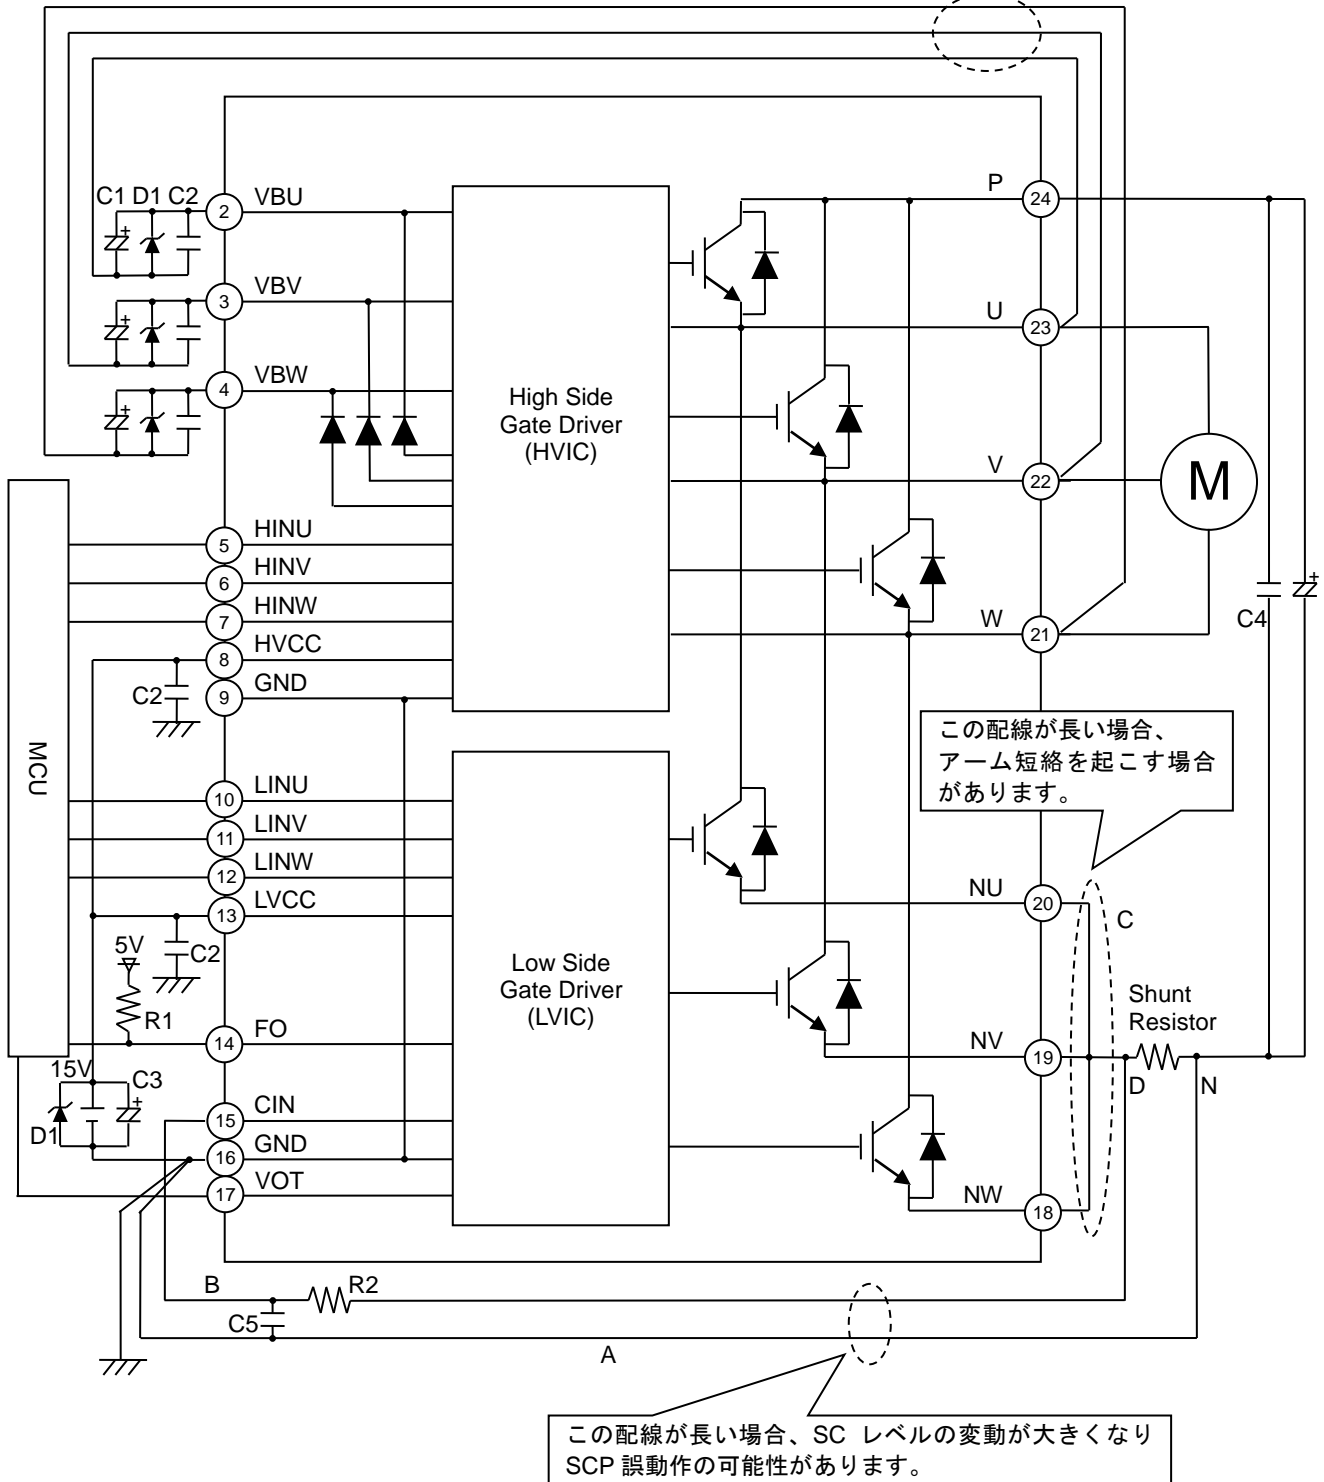 C1 D1 C2
2
VBU
3
VBV
4
VBW
High Side
Gate Driver
(HVIC)
P
24
U
23
V
22
W
21
M
C4
+
+
+
+
MCU
5
HINU
6
HINV
7
HINW
8
HVCC
9
GND
C2
この配線が長い場合、
アーム短絡を起こす場合
があります。
10
LINU
11
LINV
12
LINW
13
LVCC
C2
5V
R1
14
FO
15V
C3
+
D1
15
CIN
16
GND
17
VOT
Low Side
Gate Driver
(LVIC)
NU
20
C
Shunt
Resistor
NV
19
D
N
NW
18
B
R2
C5
A
この配線が長い場合、SC レベルの変動が大きくなり
SCP 誤動作の可能性があります。